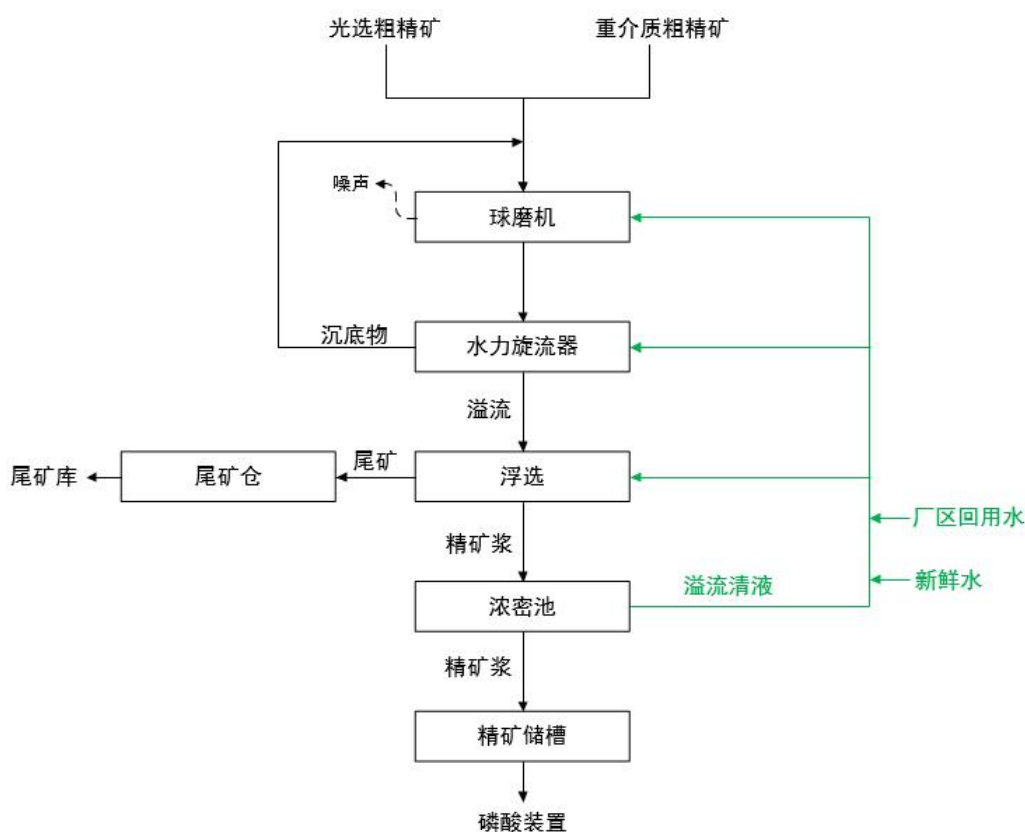 光选粗精矿
重介质粗精矿
噪声
球磨机
沉底物
水力旋流器
溢流
尾矿库
尾矿仓
尾矿
浮选
厂区回用水
精矿浆
新鲜水
溢流清液
浓密池
精矿浆
精矿储槽
磷酸装置